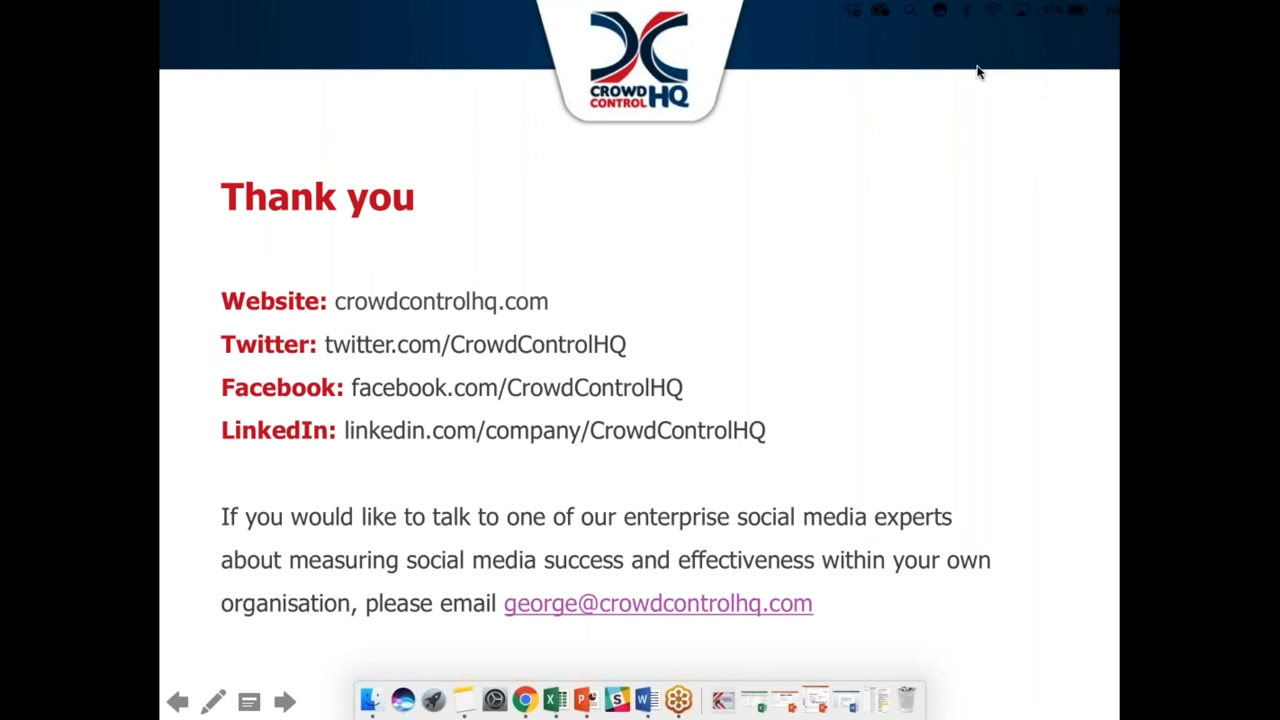 CROWD
CONTROL HQ
Thank you
Website: crowdcontrolhq.com
Twitter: twitter.com/CrowdControlHQ
Facebook: facebook.com/CrowdControlHQ
LinkedIn: linkedin.com/company/CrowdControlHQ
If you would like to talk to one of our enterprise social media experts
about measuring social media success and effectiveness within your own
organisation, please email george@crowdcontrolhq.com